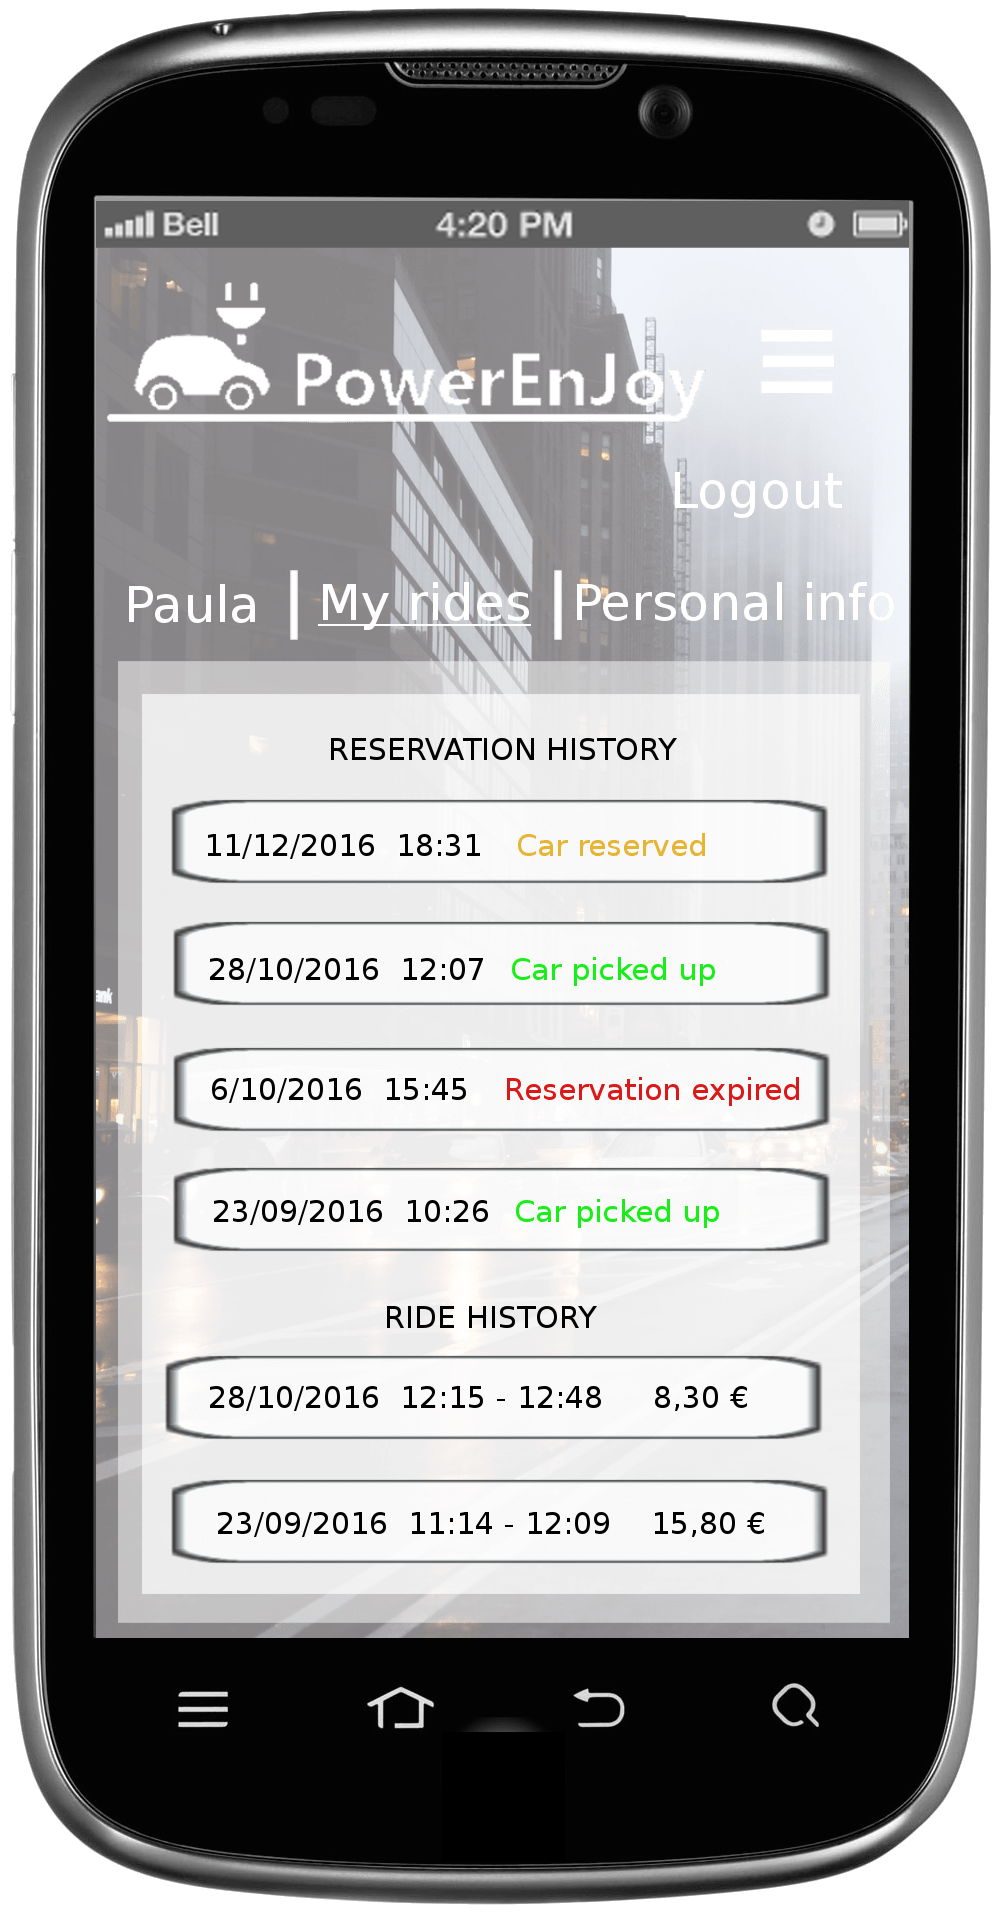 Bell 4:20 PM
PowerEnJoy
Logout
Paula | My rides | Personal info
RESERVATION HISTORY
11/12/2016 18:31 Car reserved
28/10/2016 12:07 Car picked up
6/10/2016 15:45 Reservation expired
23/09/2016 10:26 Car picked up
RIDE HISTORY
28/10/2016 12:15 - 12:48 8,30 €
23/09/2016 11:14 - 12:09 15,80 €